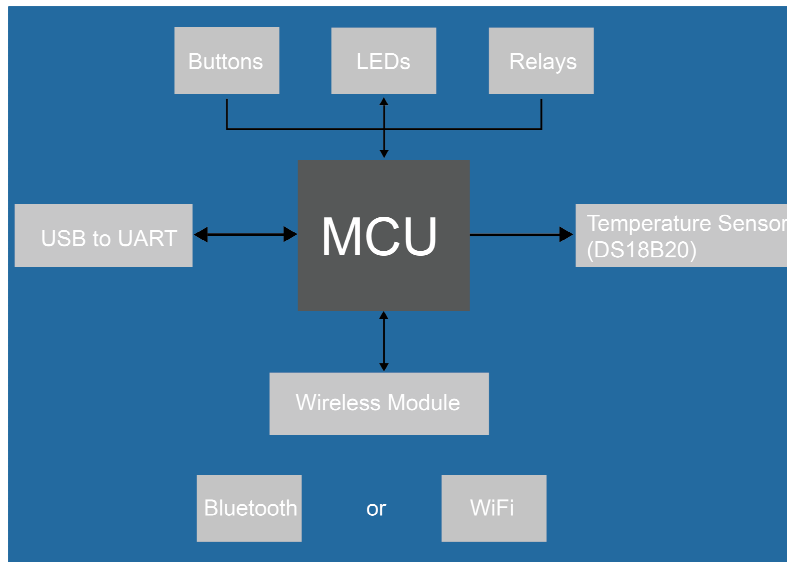 Buttons
LEDs
Relays
USB to UART
MCU
Temperature Sensor
(DS18B20)
Wireless Module
Bluetooth
or
WiFi